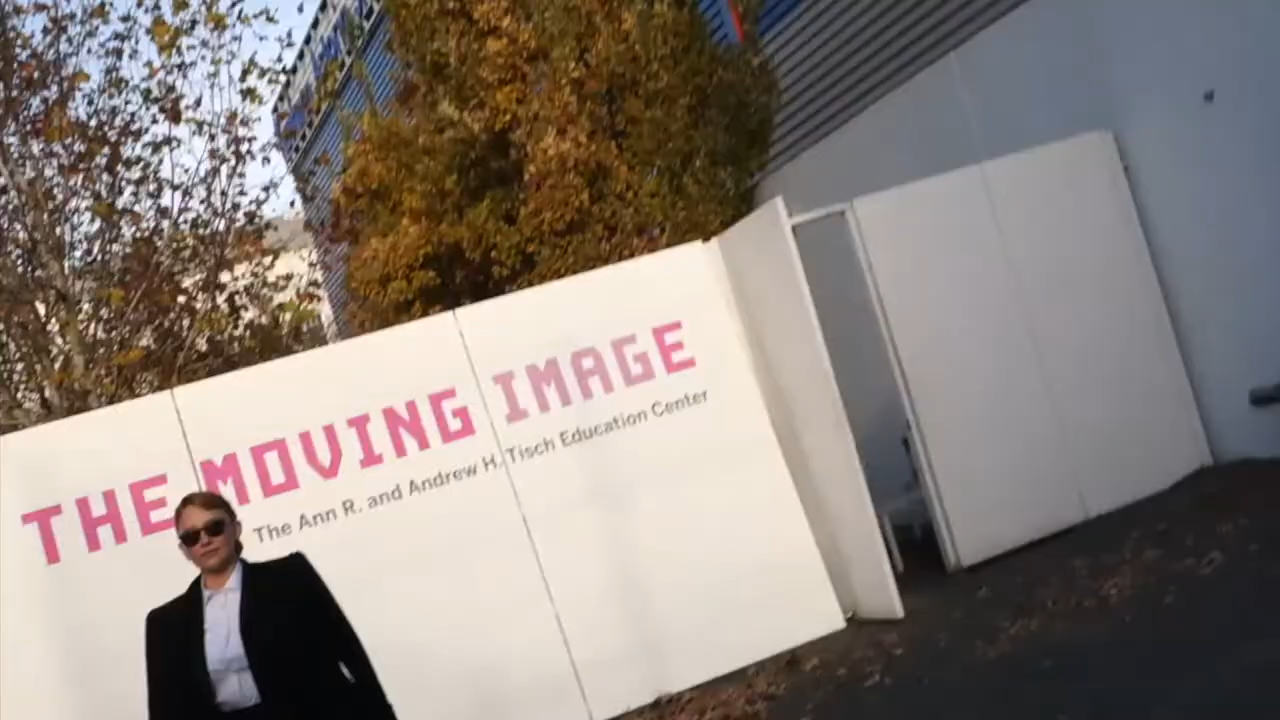 THE MOVING IMAGE
The Ann R. and Andrew H. Tisch Education Center